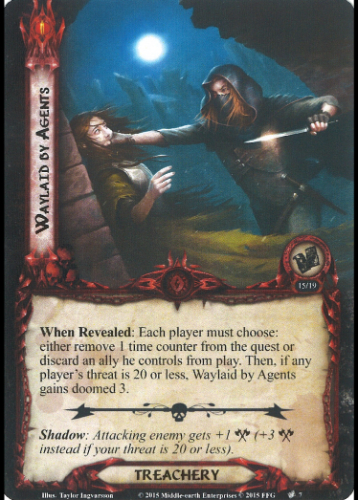 WAYLAID BY AGENTS
15/19
When Revealed: Each player must choose:
either remove 1 time counter from the quest or
discard an ally he controls from play. Then, if any
player's threat is 20 or less, Waylaid by Agents
gains doomed 3.
Shadow: Attacking enemy gets +1 (+3
instead if your threat is 20 or less).
TREACHERY
Illus. Taylor Ingvarsson © 2015 Middle-earth Enterprises © 2015 FFG